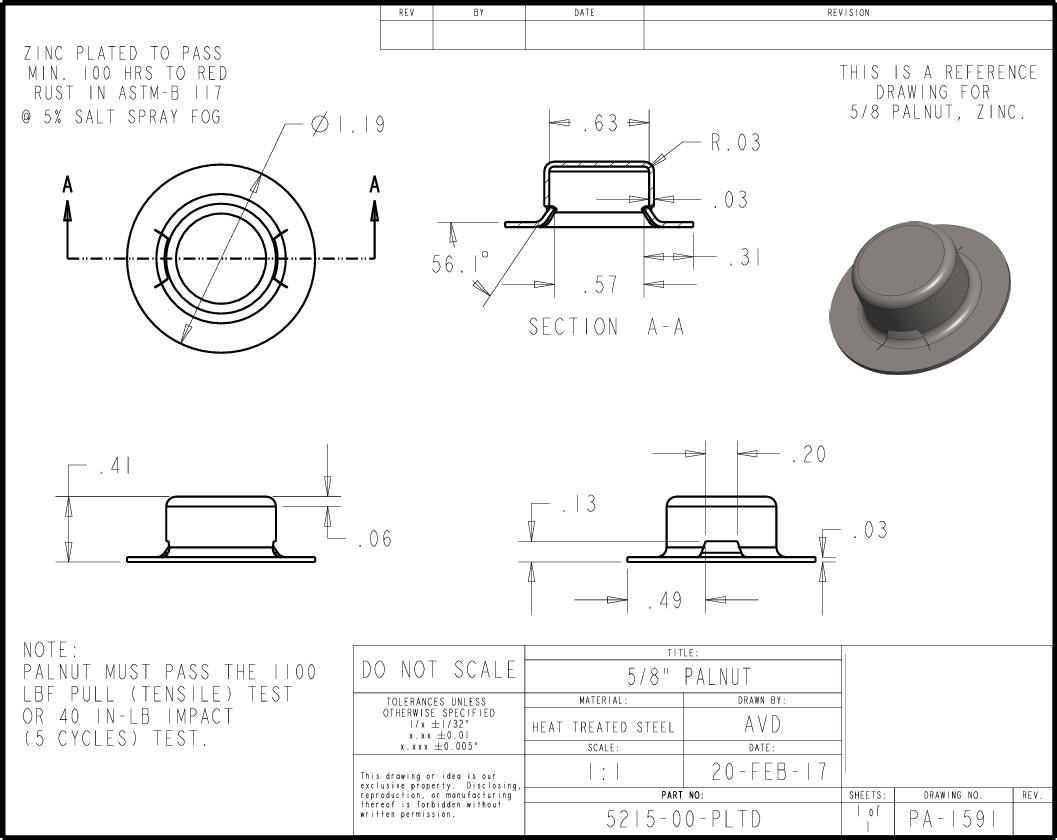 REV BY DATE REVISION
ZINC PLATED TO PASS
MIN. 100 HRS TO RED
RUST IN ASTM-B 117
@ 5% SALT SPRAY FOG
THIS IS A REFERENCE
DRAWING FOR
5/8 PALNUT, ZINC.
Ø1.19
A A
.63
R.03
.03
56.1°
.31
.57
SECTION A-A
.41
.06
.20
.13
.03
.49
NOTE:
PALNUT MUST PASS THE 1100
LBF PULL (TENSILE) TEST
OR 40 IN-LB IMPACT
(5 CYCLES) TEST.
DO NOT SCALE
TOLERANCES UNLESS
OTHERWISE SPECIFIED
1/x ±1/32"
x.xx ±0.01
x.xxx ±0.005"
This drawing or idea is our
exclusive property. Disclosing,
reproduction, or manufacturing
thereof is forbidden without
written permission.
TITLE:
5/8" PALNUT
MATERIAL: DRAWN BY:
HEAT TREATED STEEL AVD
SCALE: DATE:
1:1 20-FEB-17
PART NO:
5215-00-PLTD
SHEETS: DRAWING NO. REV.
1 of
1
PA-1591